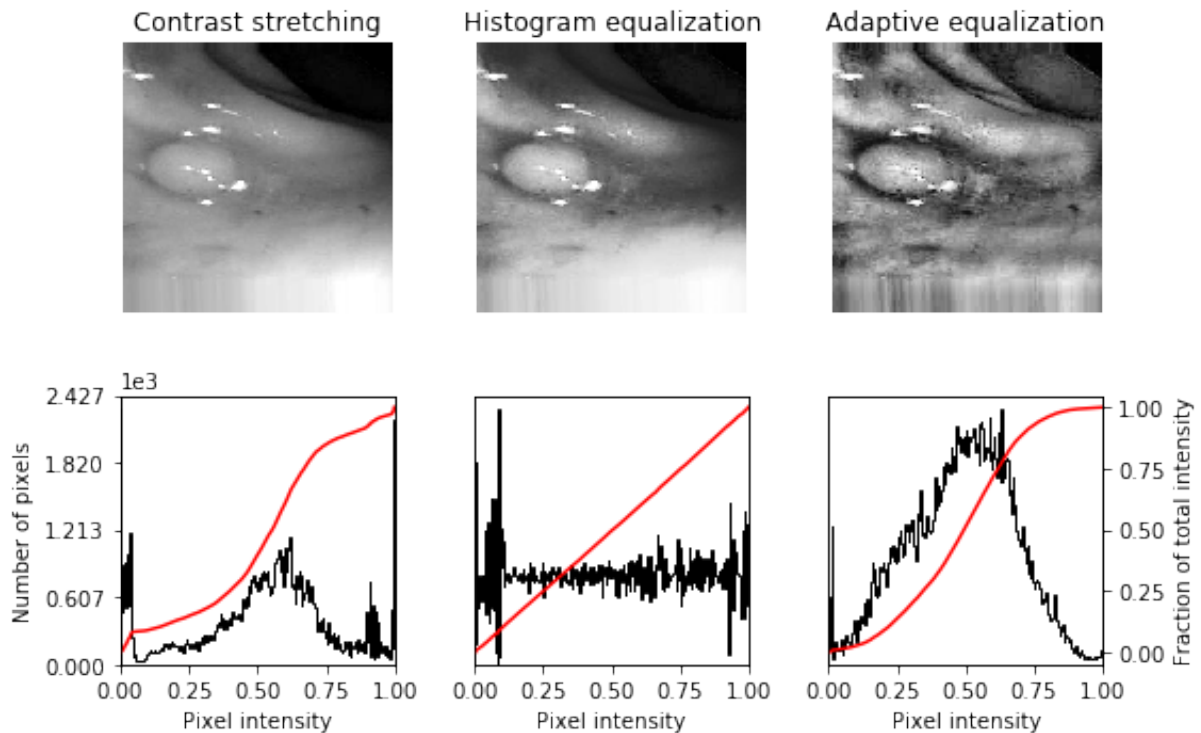 Contrast stretching
Histogram equalization
Adaptive equalization
1e3
2.427
1.820
1.213
0.607
0.000
Number of pixels
0.00 0.25 0.50 0.75 1.00
Pixel intensity
0.00 0.25 0.50 0.75 1.00
Pixel intensity
0.00 0.25 0.50 0.75 1.00
Pixel intensity
1.00
0.75
0.50
0.25
0.00
Fraction of total intensity